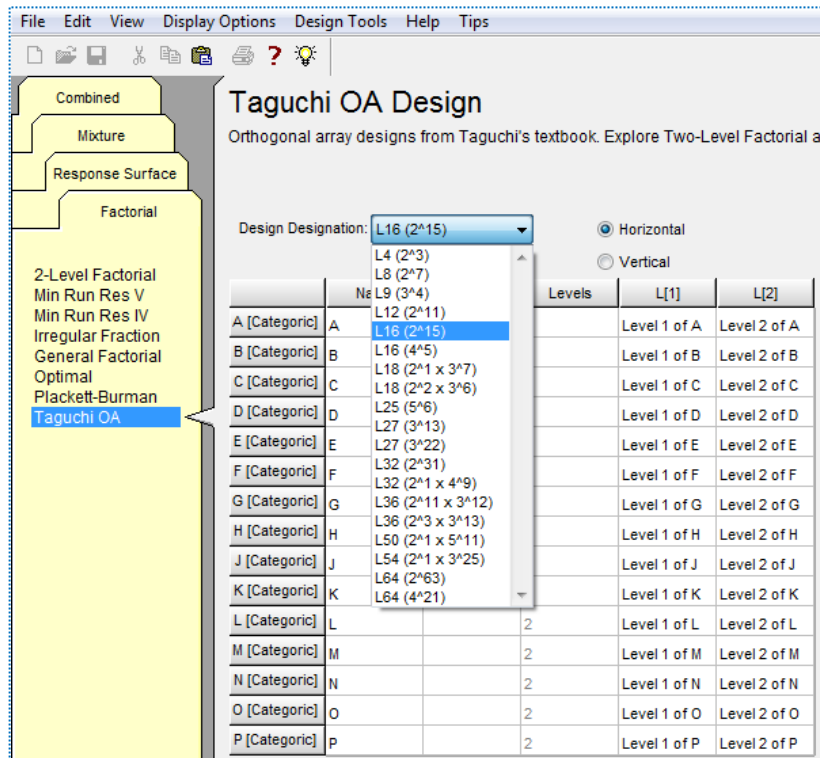 File Edit View Display Options Design Tools Help Tips
Combined
Mixture
Response Surface
Factorial
2-Level Factorial
Min Run Res V
Min Run Res IV
Irregular Fraction
General Factorial
Optimal
Plackett-Burman
Taguchi OA
Taguchi OA Design
Orthogonal array designs from Taguchi's textbook. Explore Two-Level Factorial a
Design Designation: L16 (2^15)
Horizontal
Vertical
L4 (2^3)
L8 (2^7)
L9 (3^4)
L12 (2^11)
L16 (2^15)
L16 (4^5)
L18 (2^1 x 3^7)
L18 (2^2 x 3^6)
L25 (5^6)
L27 (3^13)
L27 (3^22)
L32 (2^31)
L32 (2^1 x 4^9)
L36 (2^11 x 3^12)
L36 (2^3 x 3^13)
L50 (2^1 x 5^11)
L54 (2^1 x 3^25)
L64 (2^63)
L64 (4^21)
Na Levels L[1] L[2]
A [Categoric] A Level 1 of A Level 2 of A
B [Categoric] B Level 1 of B Level 2 of B
C [Categoric] C Level 1 of C Level 2 of C
D [Categoric] D Level 1 of D Level 2 of D
E [Categoric] E Level 1 of E Level 2 of E
F [Categoric] F Level 1 of F Level 2 of F
G [Categoric] G Level 1 of G Level 2 of G
H [Categoric] H Level 1 of H Level 2 of H
J [Categoric] J Level 1 of J Level 2 of J
K [Categoric] K Level 1 of K Level 2 of K
L [Categoric] L 2 Level 1 of L Level 2 of L
M [Categoric] M 2 Level 1 of M Level 2 of M
N [Categoric] N 2 Level 1 of N Level 2 of N
O [Categoric] O 2 Level 1 of O Level 2 of O
P [Categoric] P 2 Level 1 of P Level 2 of P